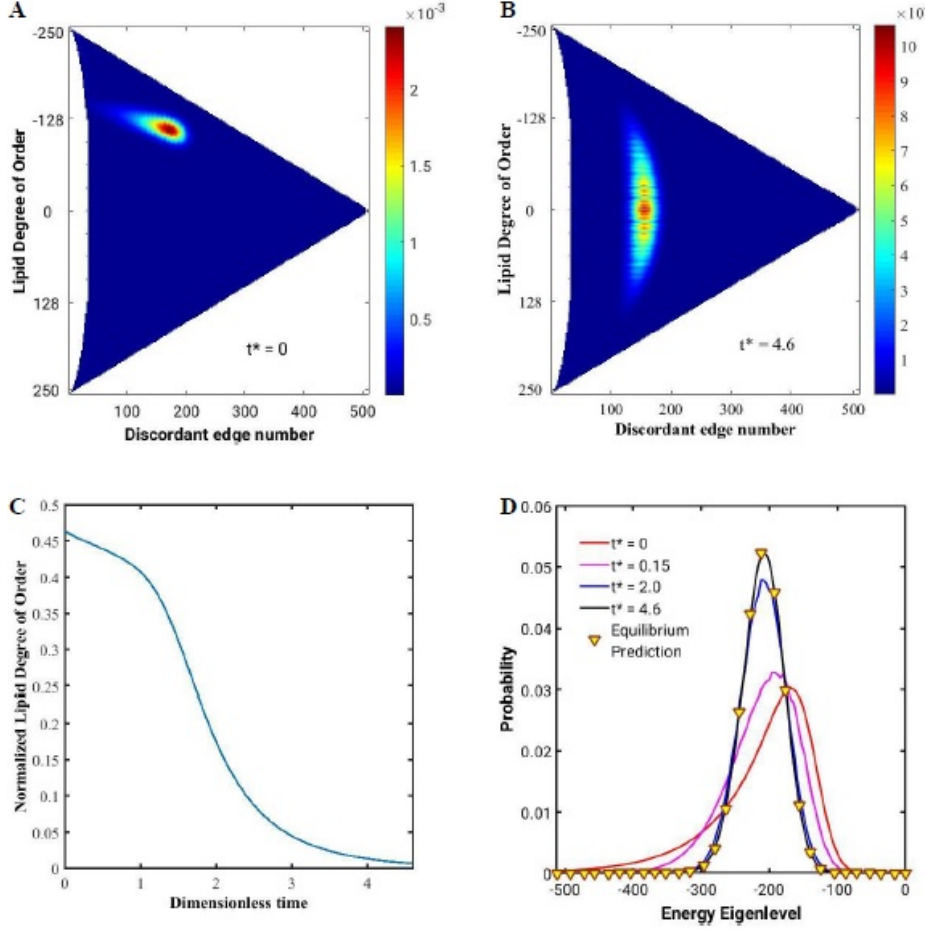 A
×10⁻³
-250
-128
0
128
250
Lipid Degree of Order
2
1.5
1
0.5
t* = 0
100 200 300 400 500
Discordant edge number
B
×10
-250
-128
0
128
250
Lipid Degree of Order
10
9
8
7
6
5
4
3
2
1
t* = 4.6
100 200 300 400 500
Discordant edge number
C
0.5
0.45
0.4
0.35
0.3
0.25
0.2
0.15
0.1
0.05
0
Normalized Lipid Degree of Order
0 1 2 3 4
Dimensionless time
D
0.06
0.05
0.04
0.03
0.02
0.01
0
Probability
t* = 0
t* = 0.15
t* = 2.0
t* = 4.6
Equilibrium
Prediction
-500 -400 -300 -200 -100 0
Energy Eigenlevel